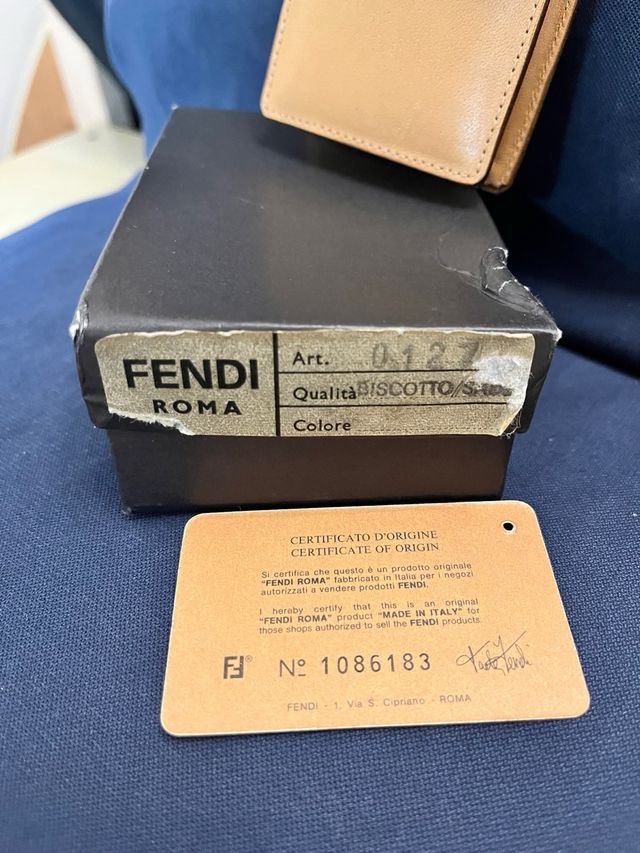 FENDI
ROMA
Art. 0127
Qualità BISCOTTO/
Colore
CERTIFICATO D'ORIGINE
CERTIFICATE OF ORIGIN
Si certifica che questo è un prodotto originale
"FENDI ROMA" fabbricato in Italia per i negozi
autorizzati a vendere prodotti FENDI.
I hereby certify that this is an original
"FENDI ROMA" product "MADE IN ITALY" for
those shops authorized to sell the FENDI products.
FF® Nº 1086183
FENDI - 1, Via S. Cipriano - ROMA